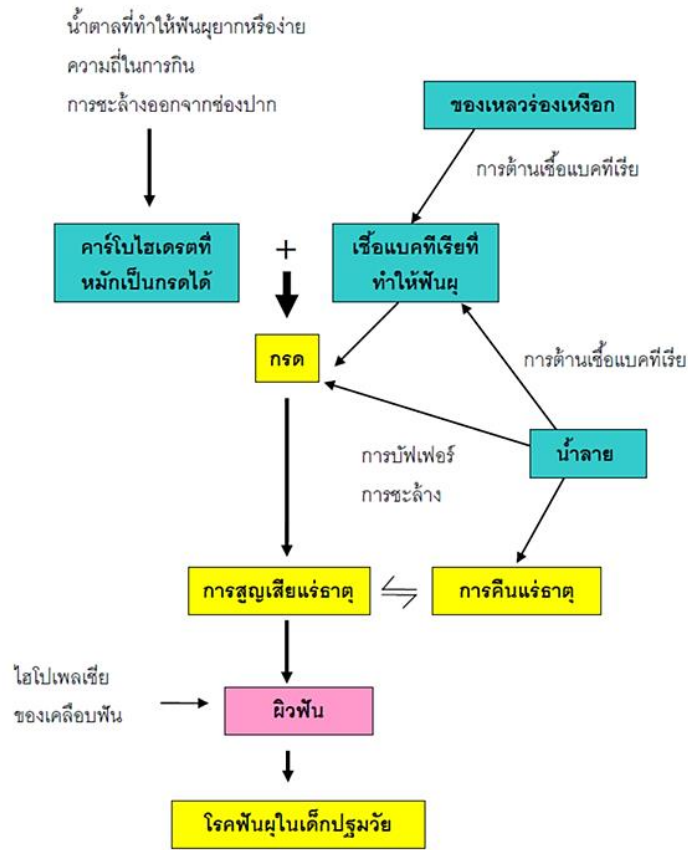 น้ำตาลที่ทำให้ฟันผุยากหรือง่าย
ความถี่ในการกิน
การชะล้างออกจากช่องปาก
ของเหลวร่องเหงือก
การต้านเชื้อแบคทีเรีย
คาร์โบไฮเดรตที่
หมักเป็นกรดได้
+
เชื้อแบคทีเรียที่
ทำให้ฟันผุ
กรด
การต้านเชื้อแบคทีเรีย
น้ำลาย
การบัฟเฟอร์
การชะล้าง
การสูญเสียแร่ธาตุ
การคืนแร่ธาตุ
ไฮโปเพลเซีย
ของเคลือบฟัน
ผิวฟัน
โรคฟันผุในเด็กปฐมวัย